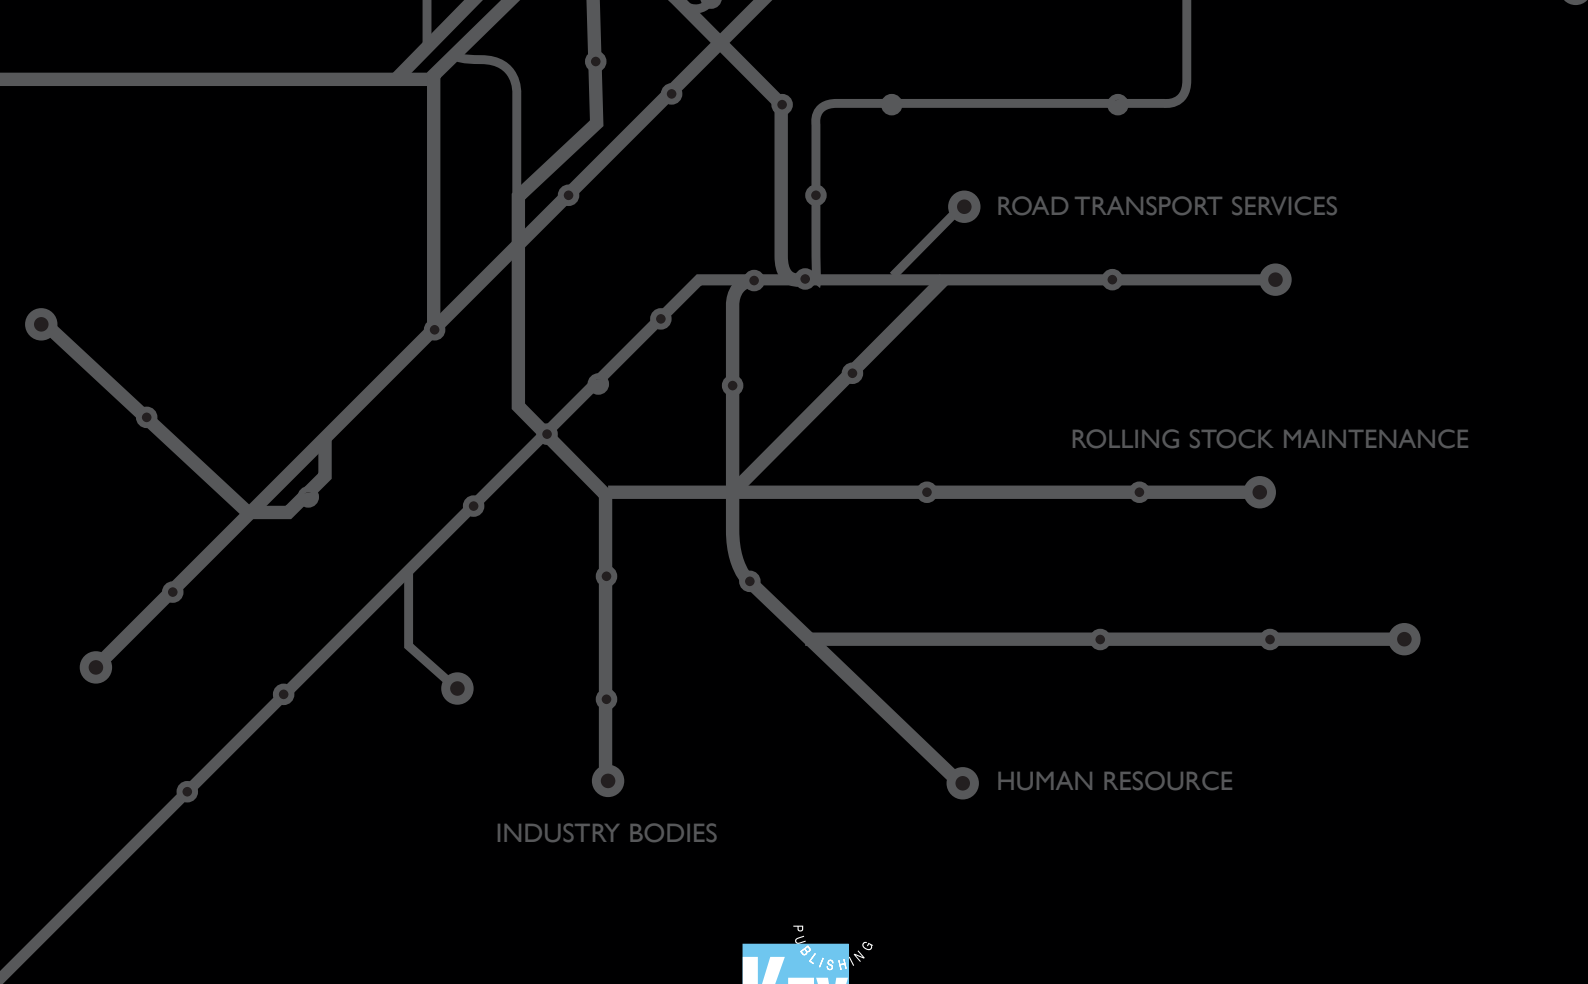 ROAD TRANSPORT SERVICES
ROLLING STOCK MAINTENANCE
HUMAN RESOURCE
INDUSTRY BODIES
PUBLISHING